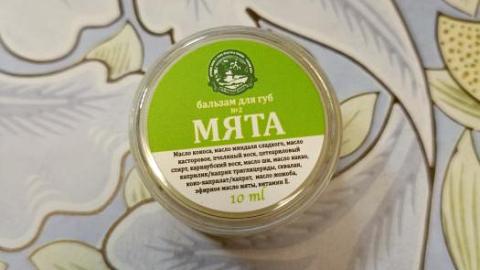 бальзам для губ
№2
МЯТА
Масло кокоса, масло миндаля сладкого, масло
касторовое, пчелиный воск, цетеариловый
спирт, карнаубский воск, масло ши, масло какао,
каприлик/каприк триглицериды, сквалан,
коко-каприлат/капрат, масло жожоба,
эфирное масло мяты, витамин Е.
10 ml